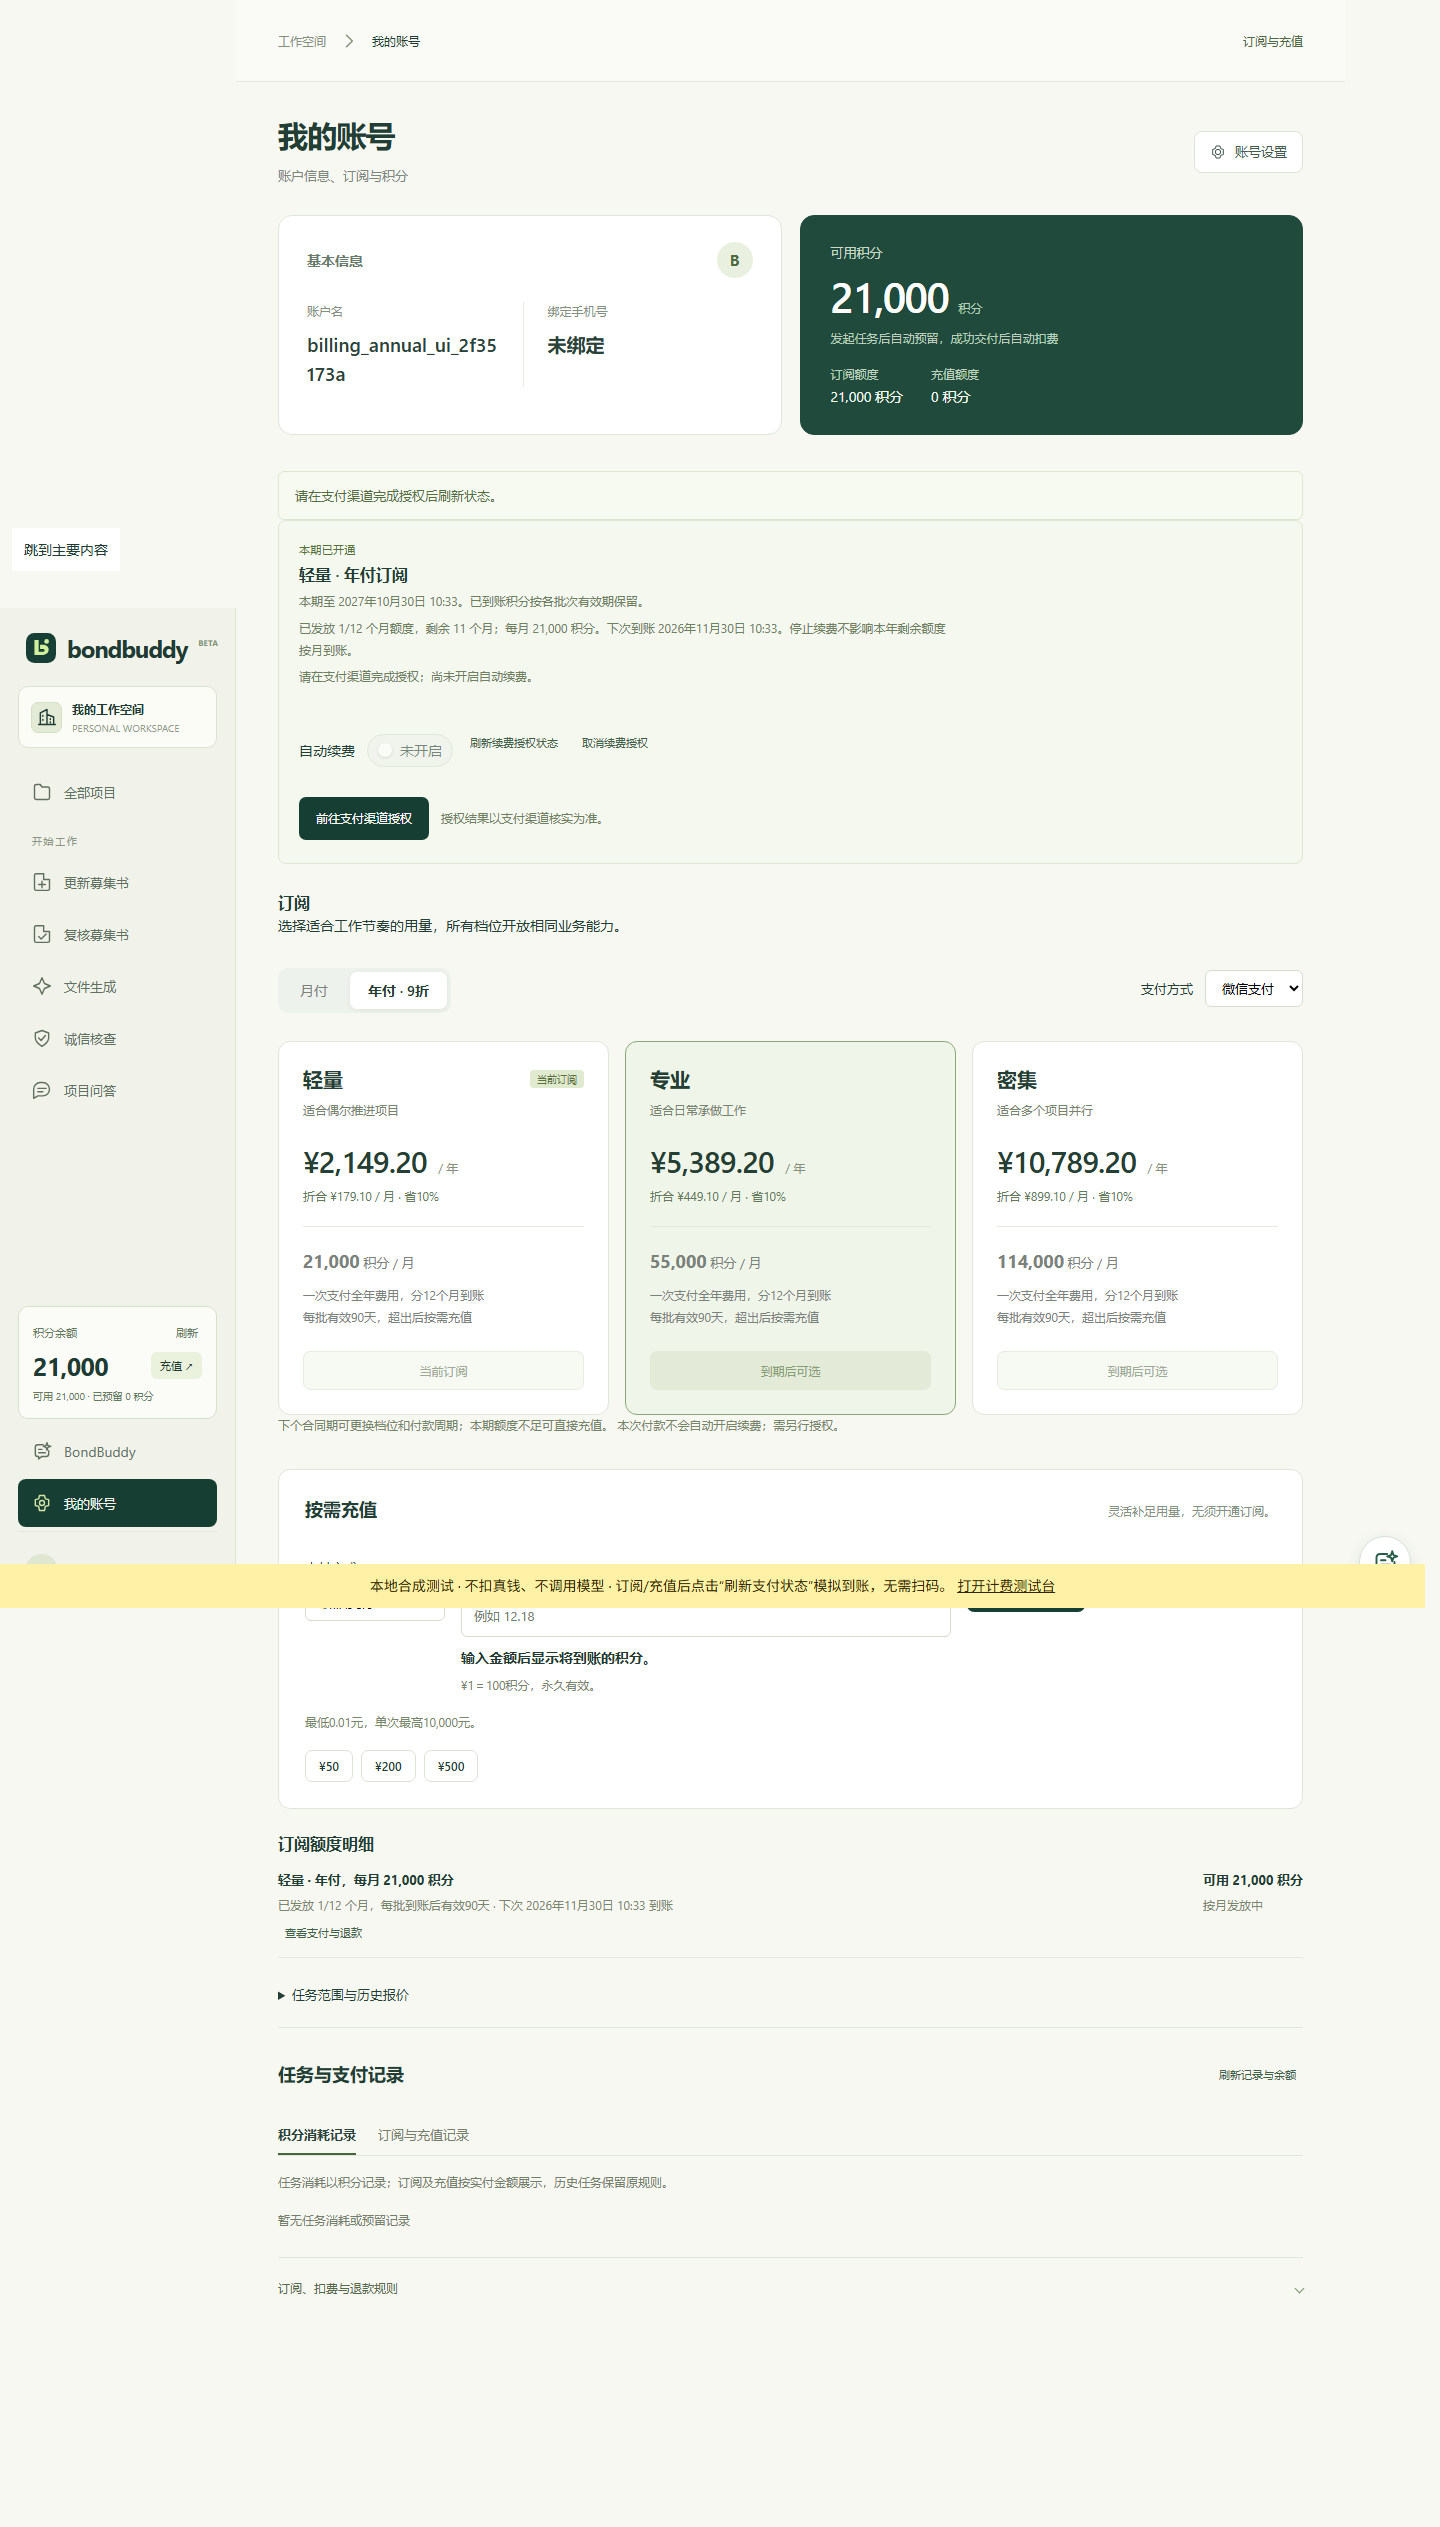 工作空间
我的账号
订阅与充值
我的账号
账户信息、订阅与积分
账号设置
基本信息
B
账户名
billing_annual_ui_2f35
173a
绑定手机号
未绑定
可用积分
21,000 积分
发起任务后自动预留，成功交付后自动扣费
订阅额度
21,000 积分
充值额度
0 积分
请在支付渠道完成授权后刷新状态。
本期已开通
轻量 · 年付订阅
本期至 2027年10月30日 10:33。已到账积分按各批次有效期保留。
已发放 1/12 个月额度，剩余 11 个月；每月 21,000 积分。下次到账 2026年11月30日 10:33。停止续费不影响本年剩余额度
按月到账。
请在支付渠道完成授权；尚未开启自动续费。
自动续费
未开启
刷新续费授权状态
取消续费授权
前往支付渠道授权
授权结果以支付渠道核实为准。
跳到主要内容
bondbuddy BETA
我的工作空间
PERSONAL WORKSPACE
全部项目
开始工作
更新募集书
复核募集书
文件生成
诚信核查
项目问答
积分余额
刷新
21,000
充值 ↗
可用 21,000 · 已预留 0 积分
BondBuddy
我的账号
订阅
选择适合工作节奏的用量，所有档位开放相同业务能力。
月付
年付 · 9折
支付方式
微信支付
轻量
当前订阅
适合偶尔推进项目
¥2,149.20 / 年
折合 ¥179.10 / 月 · 省10%
21,000 积分 / 月
一次支付全年费用，分12个月到账
每批有效90天，超出后按需充值
当前订阅
专业
适合日常承做工作
¥5,389.20 / 年
折合 ¥449.10 / 月 · 省10%
55,000 积分 / 月
一次支付全年费用，分12个月到账
每批有效90天，超出后按需充值
到期后可选
密集
适合多个项目并行
¥10,789.20 / 年
折合 ¥899.10 / 月 · 省10%
114,000 积分 / 月
一次支付全年费用，分12个月到账
每批有效90天，超出后按需充值
到期后可选
下个合同期可更换档位和付款周期；本期额度不足可直接充值。 本次付款不会自动开启续费；需另行授权。
按需充值
灵活补足用量，无须开通订阅。
本地合成测试 · 不扣真钱、不调用模型 · 订阅/充值后点击“刷新支付状态”模拟到账，无需扫码。 打开计费测试台
例如 12.18
输入金额后显示将到账的积分。
¥1 = 100积分，永久有效。
最低0.01元，单次最高10,000元。
¥50
¥200
¥500
订阅额度明细
轻量 · 年付，每月 21,000 积分
可用 21,000 积分
已发放 1/12 个月，每批到账后有效90天 · 下次 2026年11月30日 10:33 到账
按月发放中
查看支付与退款
任务范围与历史报价
任务与支付记录
刷新记录与余额
积分消耗记录
订阅与充值记录
任务消耗以积分记录；订阅及充值按实付金额展示，历史任务保留原规则。
暂无任务消耗或预留记录
订阅、扣费与退款规则